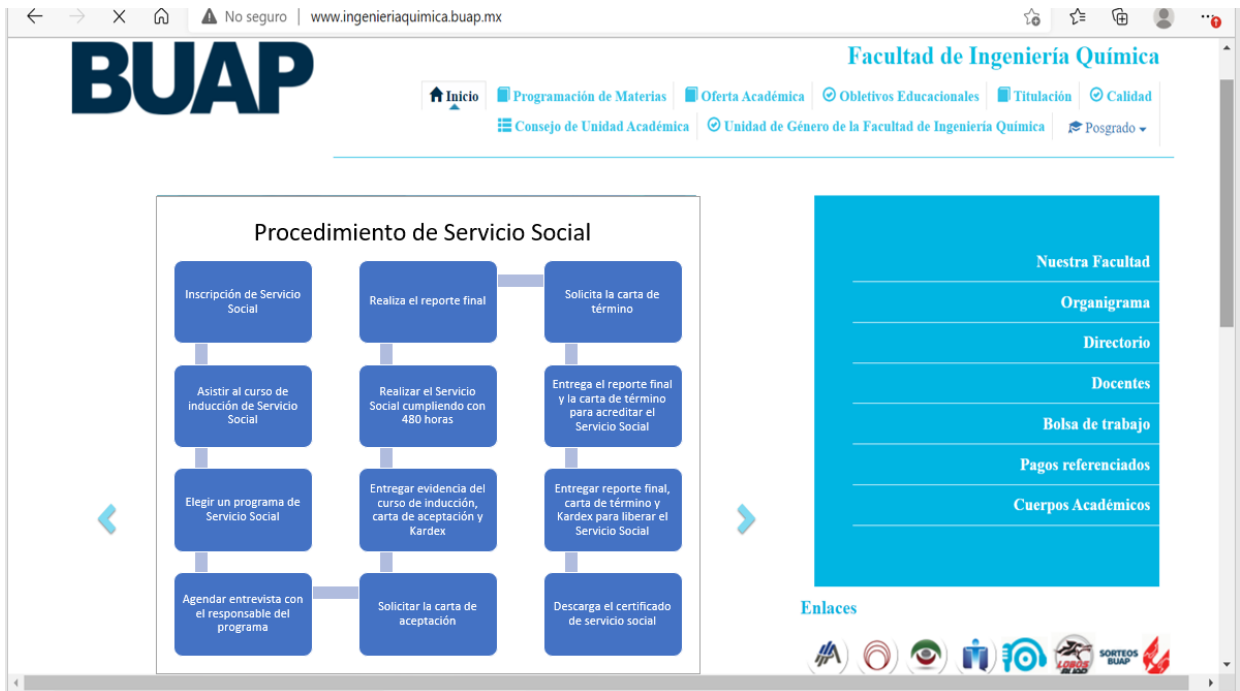 No seguro
www.ingenieriaquimica.buap.mx
BUAP
Facultad de Ingeniería Química
Inicio
Programación de Materias
Oferta Académica
Obletivos Educacionales
Titulación
Calidad
Consejo de Unidad Académica
Unidad de Género de la Facultad de Ingeniería Química
Posgrado
Procedimiento de Servicio Social
Inscripción de Servicio
Social
Asistir al curso de
inducción de Servicio
Social
Elegir un programa de
Servicio Social
Agendar entrevista con
el responsable del
programa
Solicitar la carta de
aceptación
Entregar evidencia del
curso de inducción,
carta de aceptación y
Kardex
Realizar el Servicio
Social cumpliendo con
480 horas
Realiza el reporte final
Solicita la carta de
término
Entrega el reporte final
y la carta de término
para acreditar el
Servicio Social
Entregar reporte final,
carta de término y
Kardex para liberar el
Servicio Social
Descarga el certificado
de servicio social
Nuestra Facultad
Organigrama
Directorio
Docentes
Bolsa de trabajo
Pagos referenciados
Cuerpos Académicos
Enlaces
LOBOS
SORTEOS
BUAP